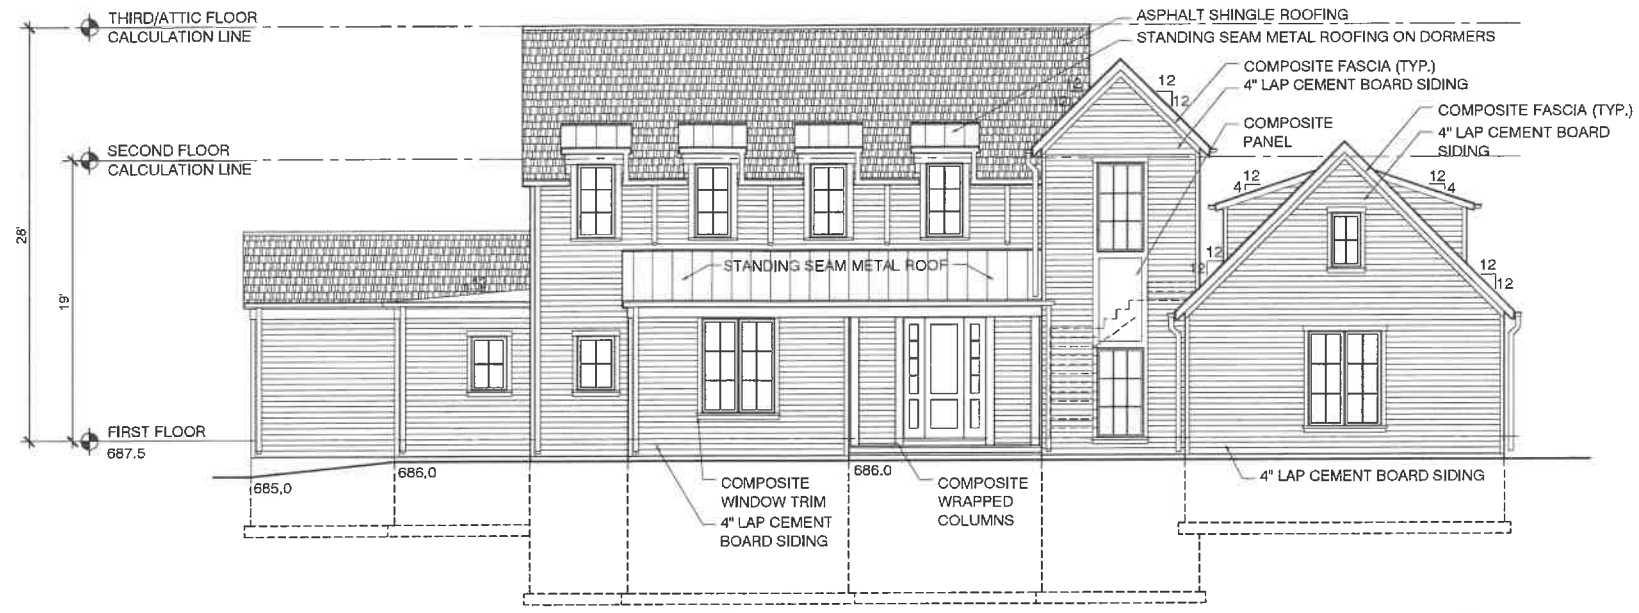 THIRD/ATTIC FLOOR
CALCULATION LINE
ASPHALT SHINGLE ROOFING
STANDING SEAM METAL ROOFING ON DORMERS
COMPOSITE FASCIA (TYP.)
4" LAP CEMENT BOARD SIDING
12
12
12
12
COMPOSITE
PANEL
COMPOSITE FASCIA (TYP.)
4" LAP CEMENT BOARD
SIDING
SECOND FLOOR
CALCULATION LINE
12
4
12
4
28'
19'
STANDING SEAM METAL ROOF
12
12
12
12
12
FIRST FLOOR
687.5
685.0
686.0
686.0
COMPOSITE
WINDOW TRIM
4" LAP CEMENT
BOARD SIDING
COMPOSITE
WRAPPED
COLUMNS
4" LAP CEMENT BOARD SIDING